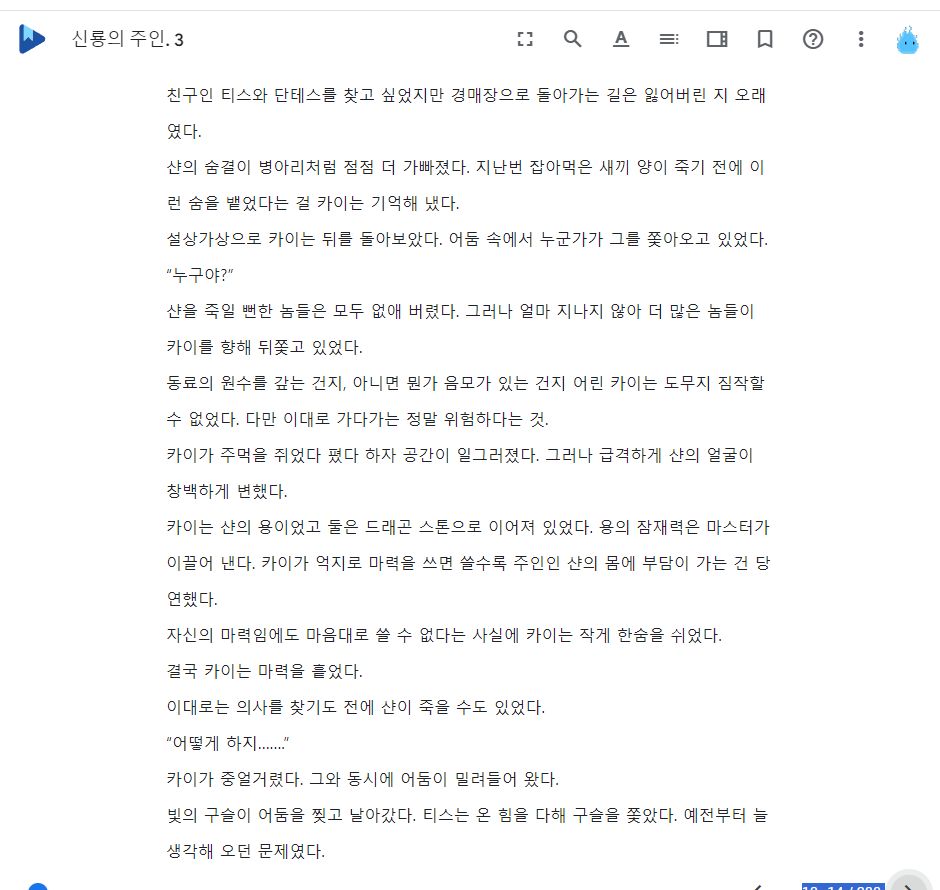 신룡의 주인. 3
친구인 티스와 단테스를 찾고 싶었지만 경매장으로 돌아가는 길은 잃어버린 지 오래
였다.
샨의 숨결이 병아리처럼 점점 더 가빠졌다. 지난번 잡아먹은 새끼 양이 죽기 전에 이
런 숨을 뱉었다는 걸 카이는 기억해 냈다.
설상가상으로 카이는 뒤를 돌아보았다. 어둠 속에서 누군가가 그를 쫓아오고 있었다.
“누구야?”
샨을 죽일 뻔한 놈들은 모두 없애 버렸다. 그러나 얼마 지나지 않아 더 많은 놈들이
카이를 향해 뒤쫓고 있었다.
동료의 원수를 갚는 건지, 아니면 뭔가 음모가 있는 건지 어린 카이는 도무지 짐작할
수 없었다. 다만 이대로 가다가는 정말 위험하다는 것.
카이가 주먹을 쥐었다 폈다 하자 공간이 일그러졌다. 그러나 급격하게 샨의 얼굴이
창백하게 변했다.
카이는 샨의 용이었고 둘은 드래곤 스톤으로 이어져 있었다. 용의 잠재력은 마스터가
이끌어 낸다. 카이가 억지로 마력을 쓰면 쓸수록 주인인 샨의 몸에 부담이 가는 건 당
연했다.
자신의 마력임에도 마음대로 쓸 수 없다는 사실에 카이는 작게 한숨을 쉬었다.
결국 카이는 마력을 흩었다.
이대로는 의사를 찾기도 전에 샨이 죽을 수도 있었다.
“어떻게 하지…….”
카이가 중얼거렸다. 그와 동시에 어둠이 밀려들어 왔다.
빛의 구슬이 어둠을 찢고 날아갔다. 티스는 온 힘을 다해 구슬을 쫓았다. 예전부터 늘
생각해 오던 문제였다.